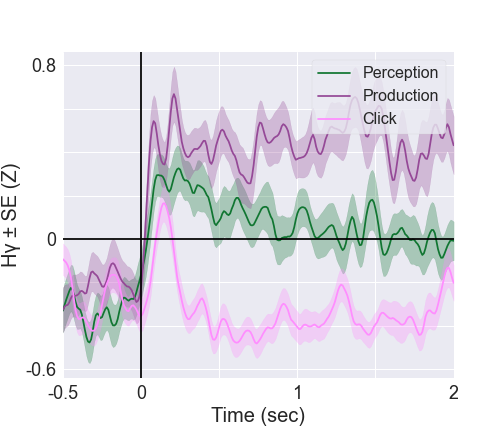 Perception
Production
Click
0.8
0
-0.6
Hγ ± SE (Z)
-0.5
0
1
2
Time (sec)